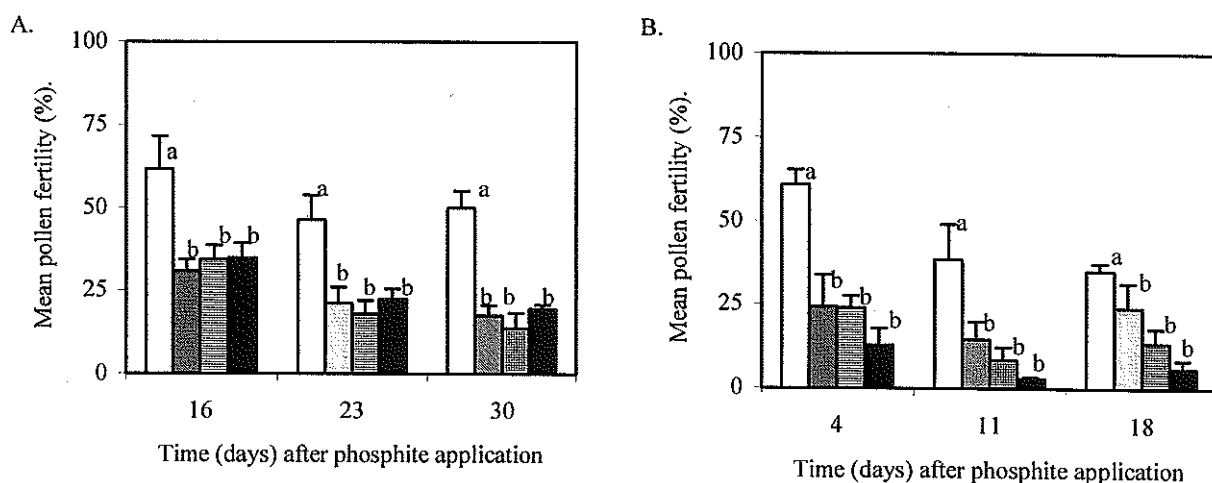 A.
100
75
50
25
0
Mean pollen fertility (%).
a
b
b
b
a
b
b
b
a
b
b
b
16
23
30
Time (days) after phosphite application
B.
100
75
50
25
0
Mean pollen fertility (%).
a
b
b
b
a
b
b
b
a
b
b
b
4
11
18
Time (days) after phosphite application